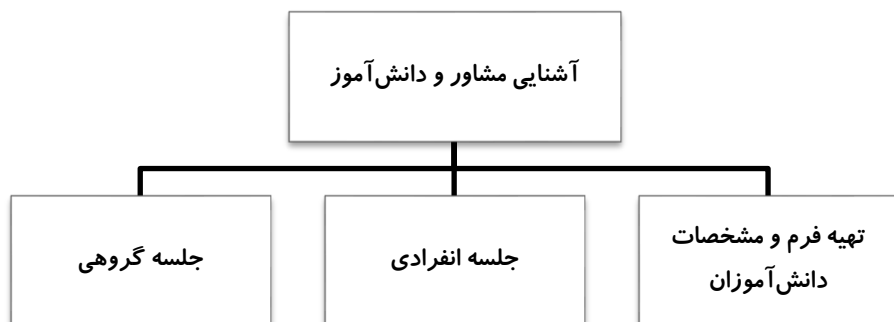 آشنایی مشاور و دانش‌آموز
تهیه فرم و مشخصات
دانش‌آموزان
جلسه انفرادی
جلسه گروهی